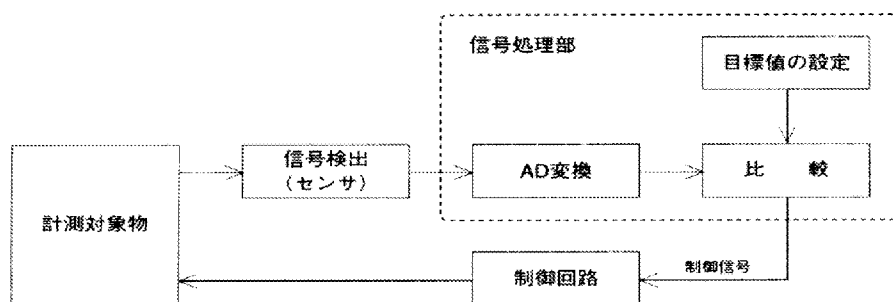 信号処理部
目標値の設定
信号検出
(センサ)
AD変換
比 較
計測対象物
制御回路
制御信号